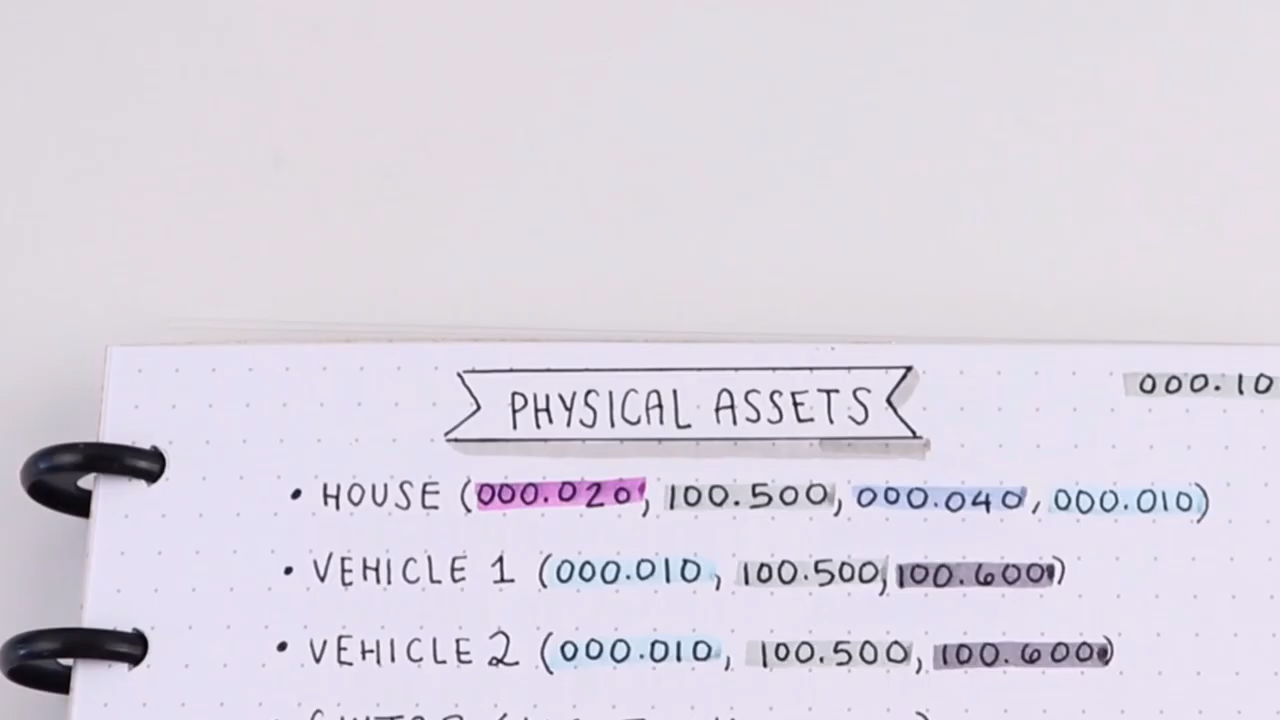 PHYSICAL ASSETS
000.10
• HOUSE (000.020, 100.500, 000.040, 000.010)
• VEHICLE 1 (000.010, 100.500, 100.600)
• VEHICLE 2 (000.010, 100.500, 100.600)